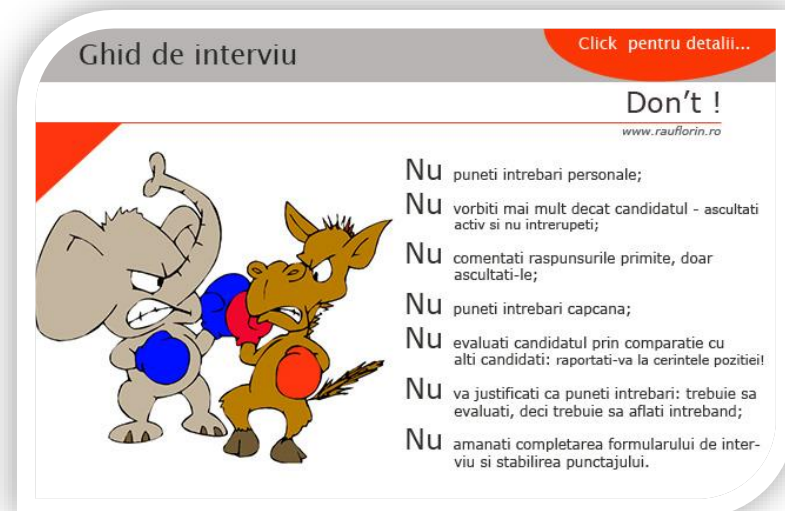 Ghid de interviu
Click pentru detalii...
Don't !
www.rauflorin.ro
Nu puneti intrebari personale;
Nu vorbiti mai mult decat candidatul - ascultati
activ si nu intrerupeti;
Nu comentati raspunsurile primite, doar
ascultati-le;
Nu puneti intrebari capcana;
Nu evaluati candidatul prin comparatie cu
alti candidati: raportati-va la cerintele pozitiei!
Nu va justificati ca puneti intrebari: trebuie sa
evaluati, deci trebuie sa aflati intreband;
Nu amanati completarea formularului de inter-
viu si stabilirea punctajului.